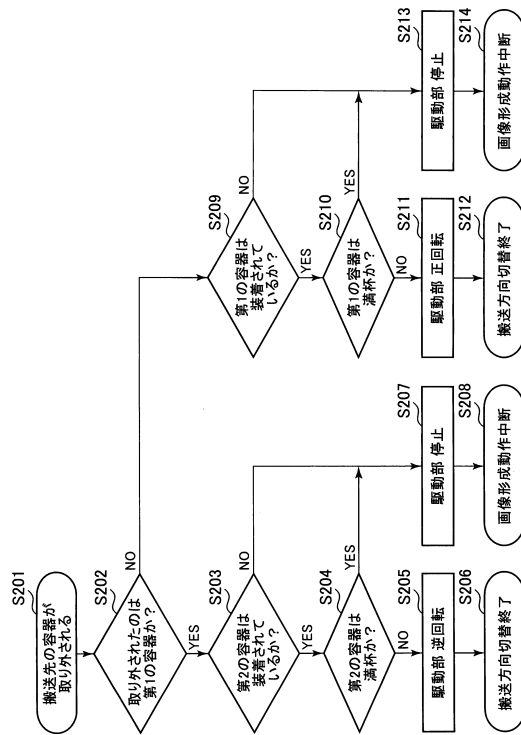 S201
搬送先の容器が
取り外される
S202
取り外されたのは
第1の容器か？
NO
YES
S203
第2の容器は
装着されて
いるか？
NO
YES
S204
第2の容器は
満杯か？
YES
NO
S205
駆動部 逆回転
S206
搬送方向切替終了
S207
駆動部 停止
S208
画像形成動作中断
S209
第1の容器は
装着されて
いるか？
NO
YES
S210
第1の容器は
満杯か？
YES
NO
S211
駆動部 正回転
S212
搬送方向切替終了
S213
駆動部 停止
S214
画像形成動作中断